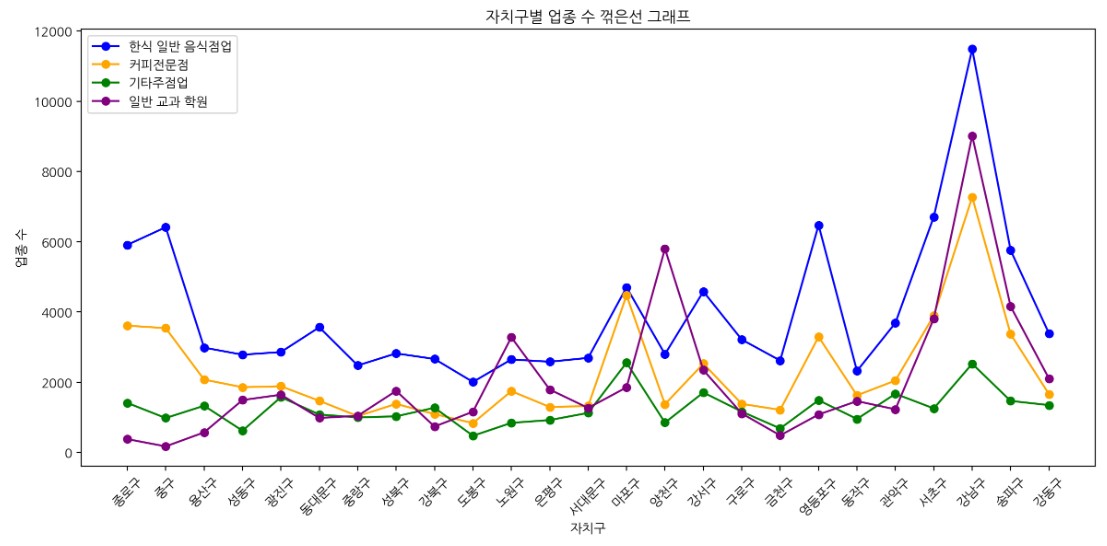 자치구별 업종 수 꺾은선 그래프
한식 일반 음식점업
커피전문점
기타주점업
일반 교과 학원
업종 수
12000
10000
8000
6000
4000
2000
0
종로구 중구 용산구 성동구 광진구 동대문구 중랑구 성북구 강북구 도봉구 노원구 은평구 서대문구 마포구 양천구 강서구 구로구 금천구 영등포구 동작구 관악구 서초구 강남구 송파구 강동구
자치구